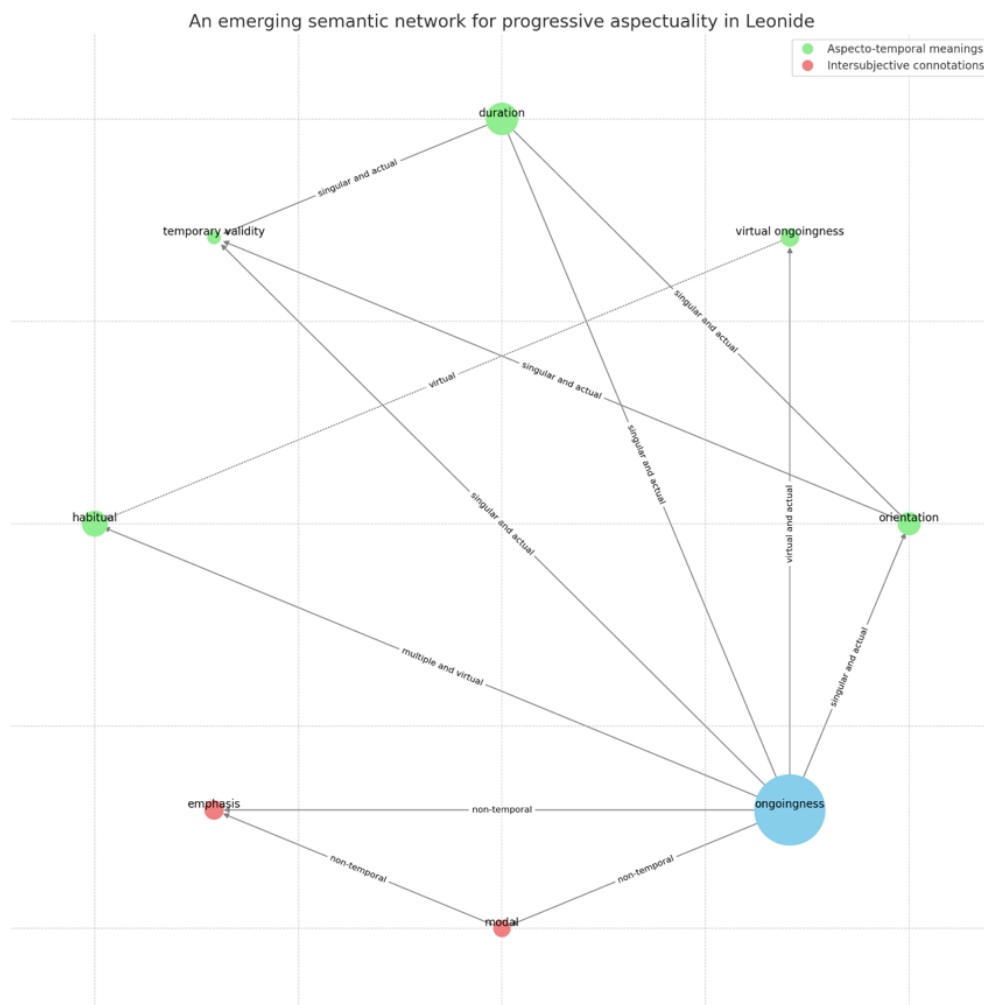 An emerging semantic network for progressive aspectuality in Leonide
Aspecto-temporal meanings
Intersubjective connotations
duration
singular and actual
temporary validity
virtual ongoingness
singular and actual
singular and actual
virtual
singular and actual
singular and actual
virtual and actual
habitual
orientation
multiple and virtual
singular and actual
emphasis
non-temporal
ongoingness
non-temporal
non-temporal
modal